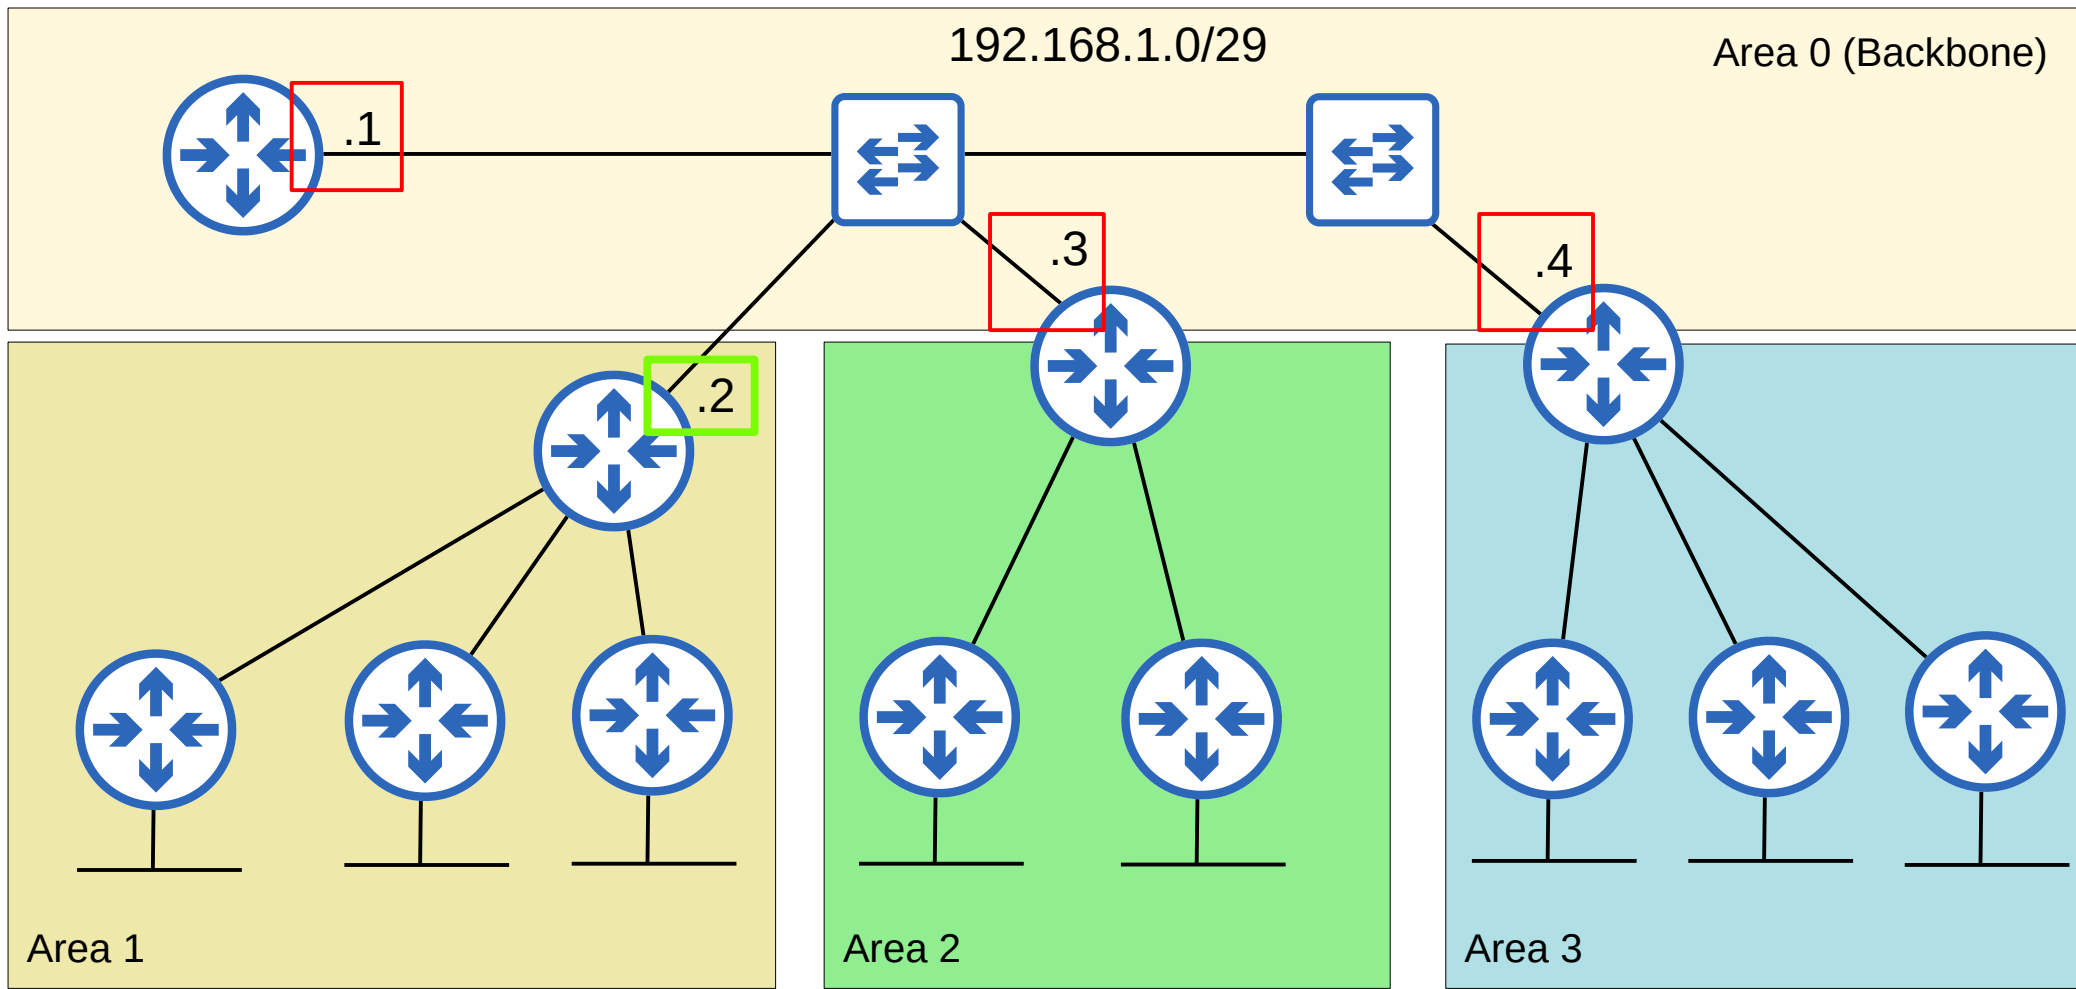 192.168.1.0/29
Area 0 (Backbone)
.1
.3
.4
.2
Area 1
Area 2
Area 3